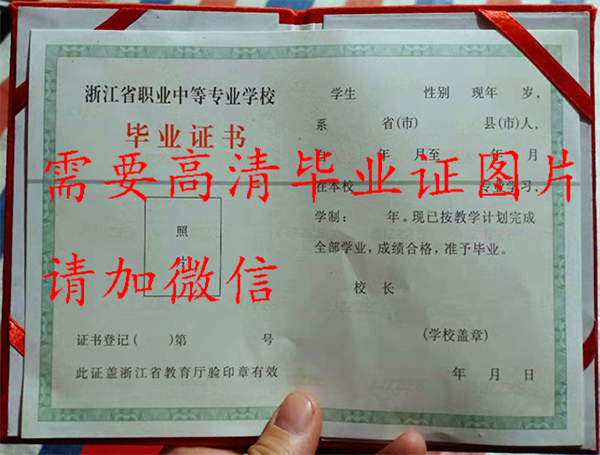 浙江省职业中等专业学校
毕业证书
照
证书登记( )第 号
此证盖浙江省教育厅验印章有效
学生 性别 现年 岁,
系 省(市) 县(市)人,
年 月至 年 月
在本校 专业学习,
学制: 年。现已按教学计划完成
全部学业,成绩合格,准予毕业。
校 长
(学校盖章)
年 月 日
需要高清毕业证图片
请加微信